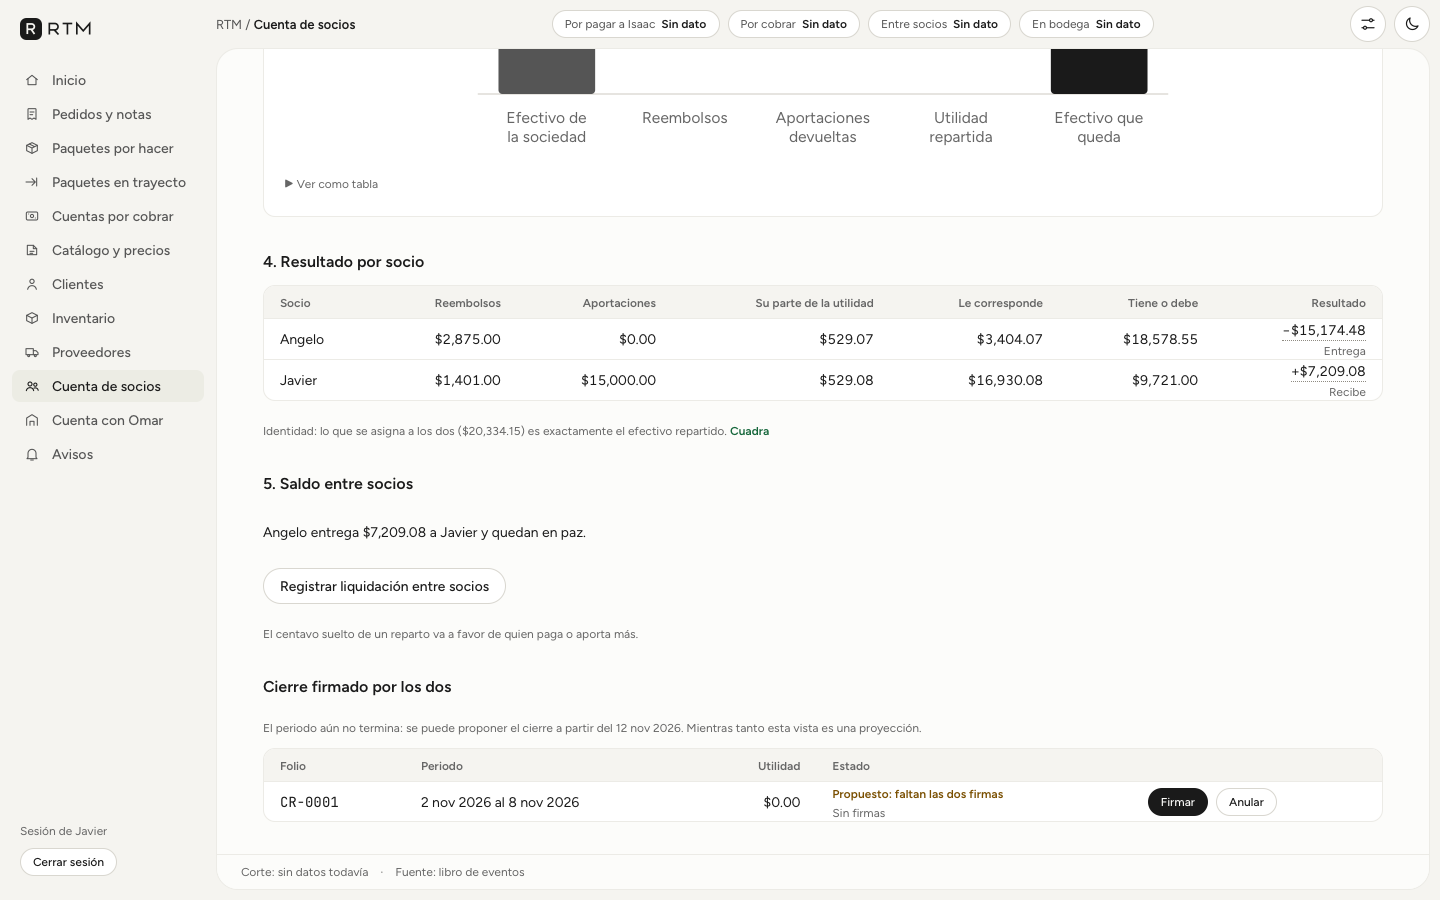 R RTM
RTM / Cuenta de socios
Por pagar a Isaac Sin dato
Por cobrar Sin dato
Entre socios Sin dato
En bodega Sin dato
Inicio
Pedidos y notas
Paquetes por hacer
Paquetes en trayecto
Cuentas por cobrar
Catálogo y precios
Clientes
Inventario
Proveedores
Cuenta de socios
Cuenta con Omar
Avisos
Sesión de Javier
Cerrar sesión
Efectivo de
la sociedad
Reembolsos
Aportaciones
devueltas
Utilidad
repartida
Efectivo que
queda
Ver como tabla
4. Resultado por socio
Socio Reembolsos Aportaciones Su parte de la utilidad Le corresponde Tiene o debe Resultado
Angelo $2,875.00 $0.00 $529.07 $3,404.07 $18,578.55 −$15,174.48
Entrega
Javier $1,401.00 $15,000.00 $529.08 $16,930.08 $9,721.00 +$7,209.08
Recibe
Identidad: lo que se asigna a los dos ($20,334.15) es exactamente el efectivo repartido. Cuadra
5. Saldo entre socios
Angelo entrega $7,209.08 a Javier y quedan en paz.
Registrar liquidación entre socios
El centavo suelto de un reparto va a favor de quien paga o aporta más.
Cierre firmado por los dos
El periodo aún no termina: se puede proponer el cierre a partir del 12 nov 2026. Mientras tanto esta vista es una proyección.
Folio Periodo Utilidad Estado
CR-0001 2 nov 2026 al 8 nov 2026 $0.00 Propuesto: faltan las dos firmas
Sin firmas
Firmar Anular
Corte: sin datos todavía · Fuente: libro de eventos